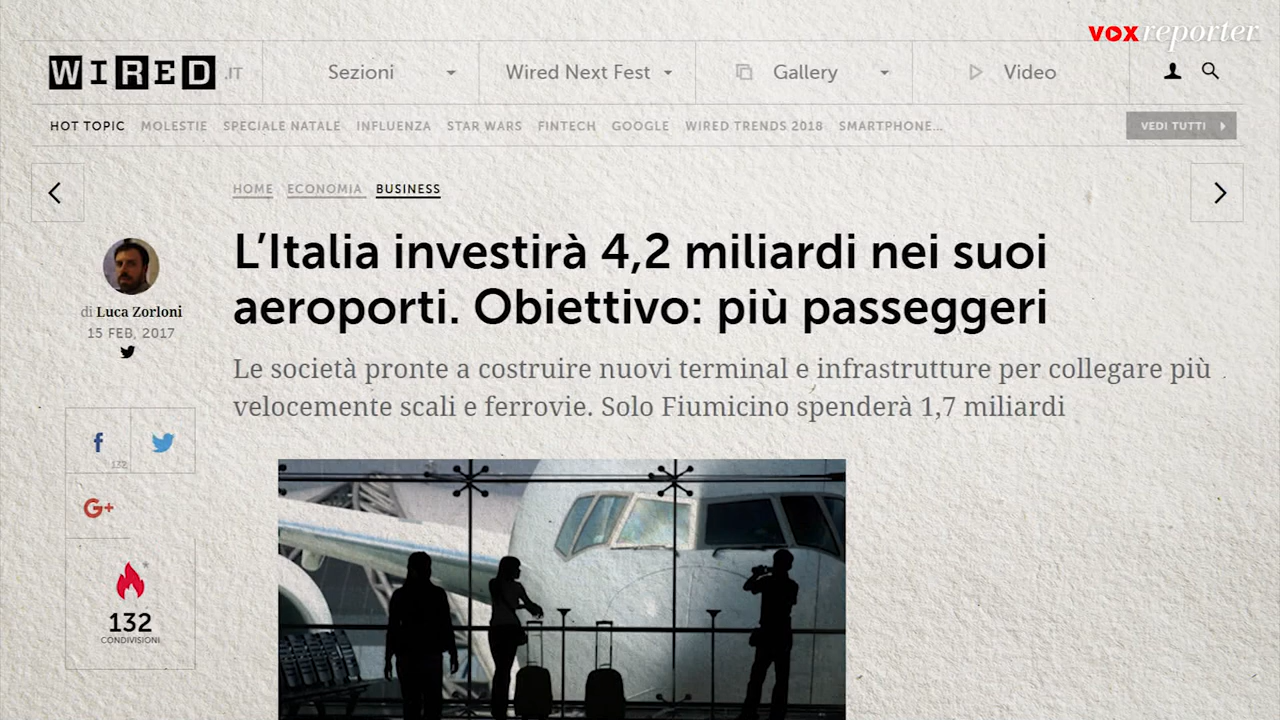 VOXreporter
WIRED.IT
Sezioni
Wired Next Fest
Gallery
Video
HOT TOPIC MOLESTIE SPECIALE NATALE INFLUENZA STAR WARS FINTECH GOOGLE WIRED TRENDS 2018 SMARTPHONE...
VEDI TUTTI
HOME ECONOMIA BUSINESS
L'Italia investirà 4,2 miliardi nei suoi
aeroporti. Obiettivo: più passeggeri
di Luca Zorloni
15 FEB, 2017
Le società pronte a costruire nuovi terminal e infrastrutture per collegare più
velocemente scali e ferrovie. Solo Fiumicino spenderà 1,7 miliardi
f
132
G+
132
CONDIVISIONI